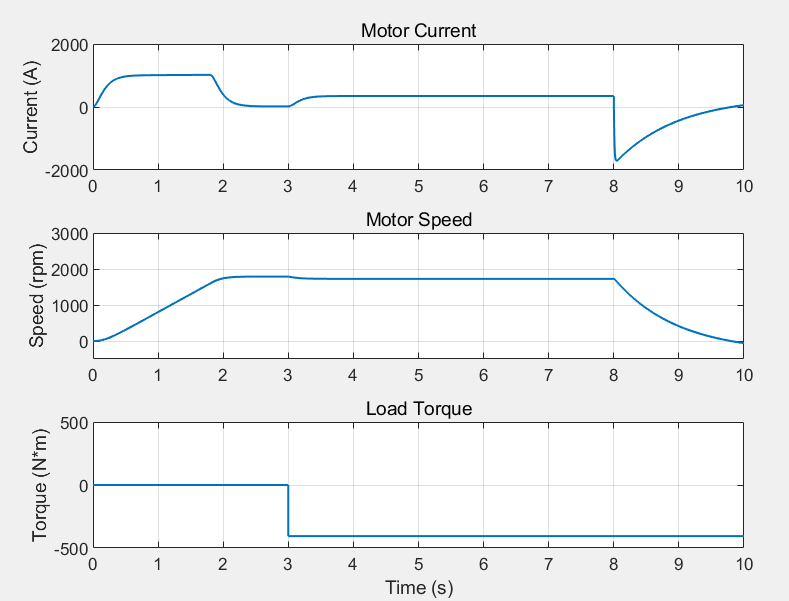 Motor Current
Current (A)
2000
0
-2000
0 1 2 3 4 5 6 7 8 9 10
Motor Speed
Speed (rpm)
3000
2000
1000
0
0 1 2 3 4 5 6 7 8 9 10
Load Torque
Torque (N*m)
500
0
-500
0 1 2 3 4 5 6 7 8 9 10
Time (s)